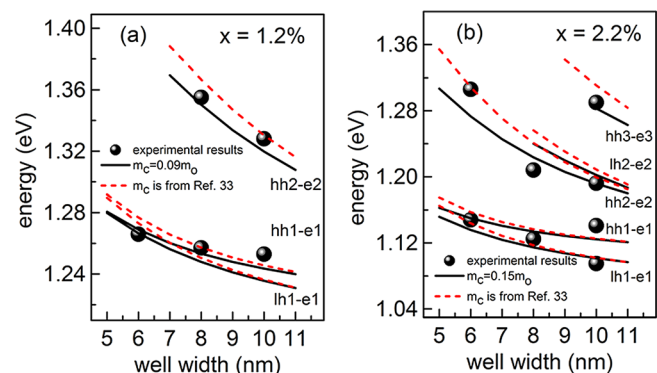 (a)
x = 1.2%
1.40
1.36
1.32
1.28
1.24
energy (eV)
experimental results
m_c=0.09m_o
m_c is from Ref. 33
hh2-e2
hh1-e1
lh1-e1
5 6 7 8 9 10 11
well width (nm)
(b)
x = 2.2%
1.36
1.28
1.20
1.12
1.04
energy (eV)
hh3-e3
lh2-e2
hh2-e2
hh1-e1
lh1-e1
experimental results
m_c=0.15m_o
m_c is from Ref. 33
5 6 7 8 9 10 11
well width (nm)